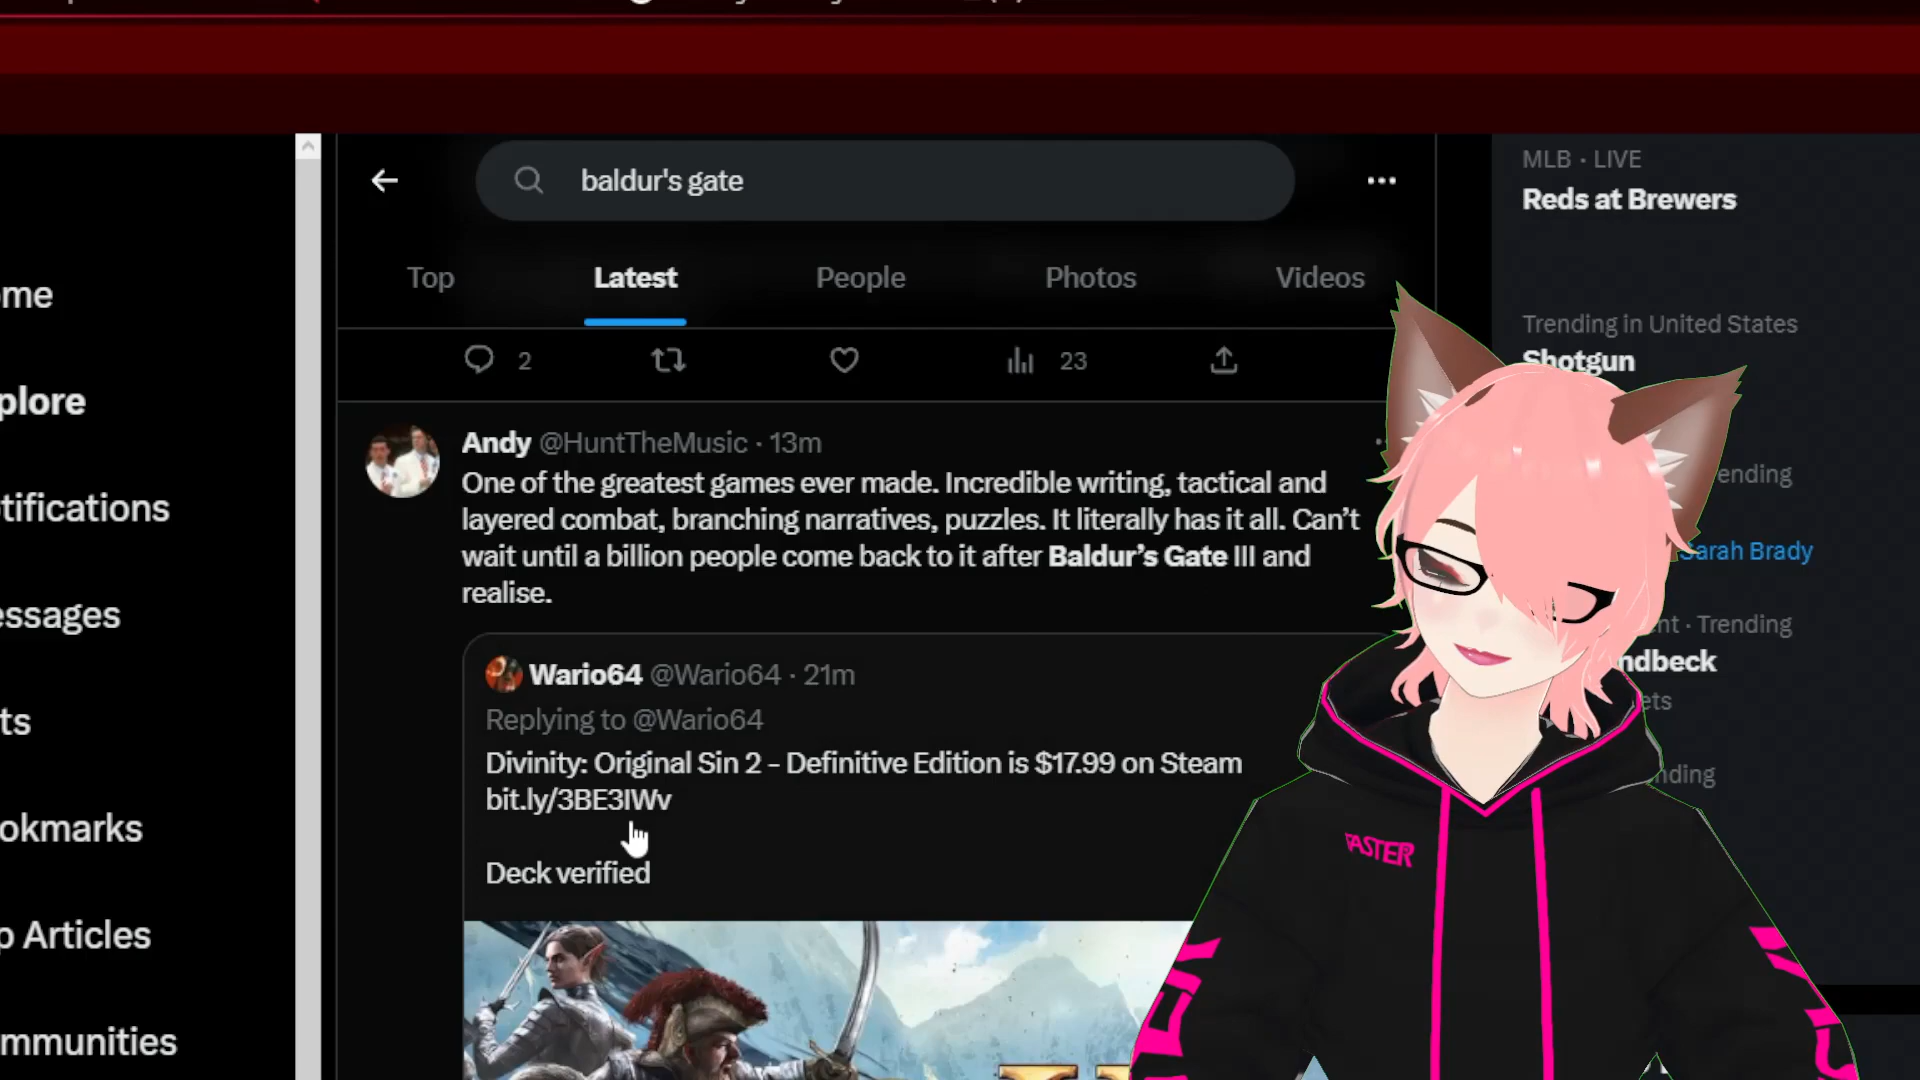 baldur's gate
Top Latest People Photos Videos
2 23
Andy @HuntTheMusic · 13m
One of the greatest games ever made. Incredible writing, tactical and
layered combat, branching narratives, puzzles. It literally has it all. Can't
wait until a billion people come back to it after Baldur's Gate III and
realise.
Wario64 @Wario64 · 21m
Replying to @Wario64
Divinity: Original Sin 2 - Definitive Edition is $17.99 on Steam
bit.ly/3BE3IWv
Deck verified
ome
plore
tifications
essages
ts
okmarks
p Articles
mmunities
MLB · LIVE
Reds at Brewers
Trending in United States
Shotgun
ending
Sarah Brady
nt · Trending
ndbeck
ets
nding
FASTER